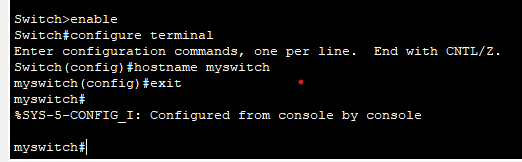 Switch>enable
Switch#configure terminal
Enter configuration commands, one per line.  End with CNTL/Z.
Switch(config)#hostname myswitch
myswitch(config)#exit
myswitch#
%SYS-5-CONFIG_I: Configured from console by console
myswitch#